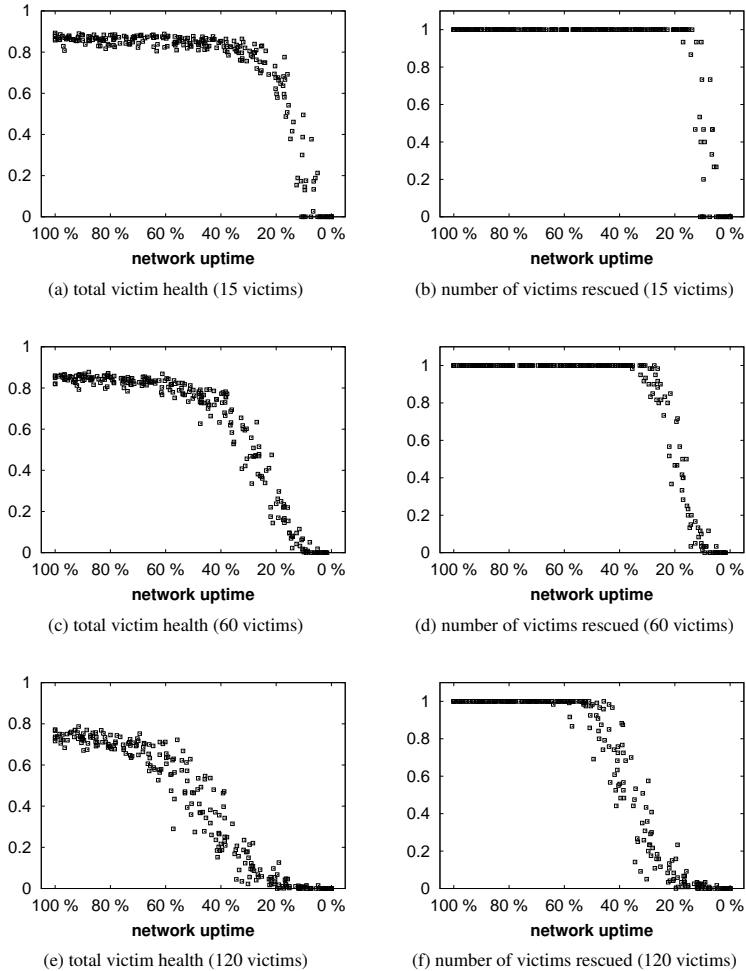 1
0.8
0.6
0.4
0.2
0
100 % 80 % 60 % 40 % 20 % 0 %
network uptime
(a) total victim health (15 victims)
1
0.8
0.6
0.4
0.2
0
100 % 80 % 60 % 40 % 20 % 0 %
network uptime
(b) number of victims rescued (15 victims)
1
0.8
0.6
0.4
0.2
0
100 % 80 % 60 % 40 % 20 % 0 %
network uptime
(c) total victim health (60 victims)
1
0.8
0.6
0.4
0.2
0
100 % 80 % 60 % 40 % 20 % 0 %
network uptime
(d) number of victims rescued (60 victims)
1
0.8
0.6
0.4
0.2
0
100 % 80 % 60 % 40 % 20 % 0 %
network uptime
(e) total victim health (120 victims)
1
0.8
0.6
0.4
0.2
0
100 % 80 % 60 % 40 % 20 % 0 %
network uptime
(f) number of victims rescued (120 victims)